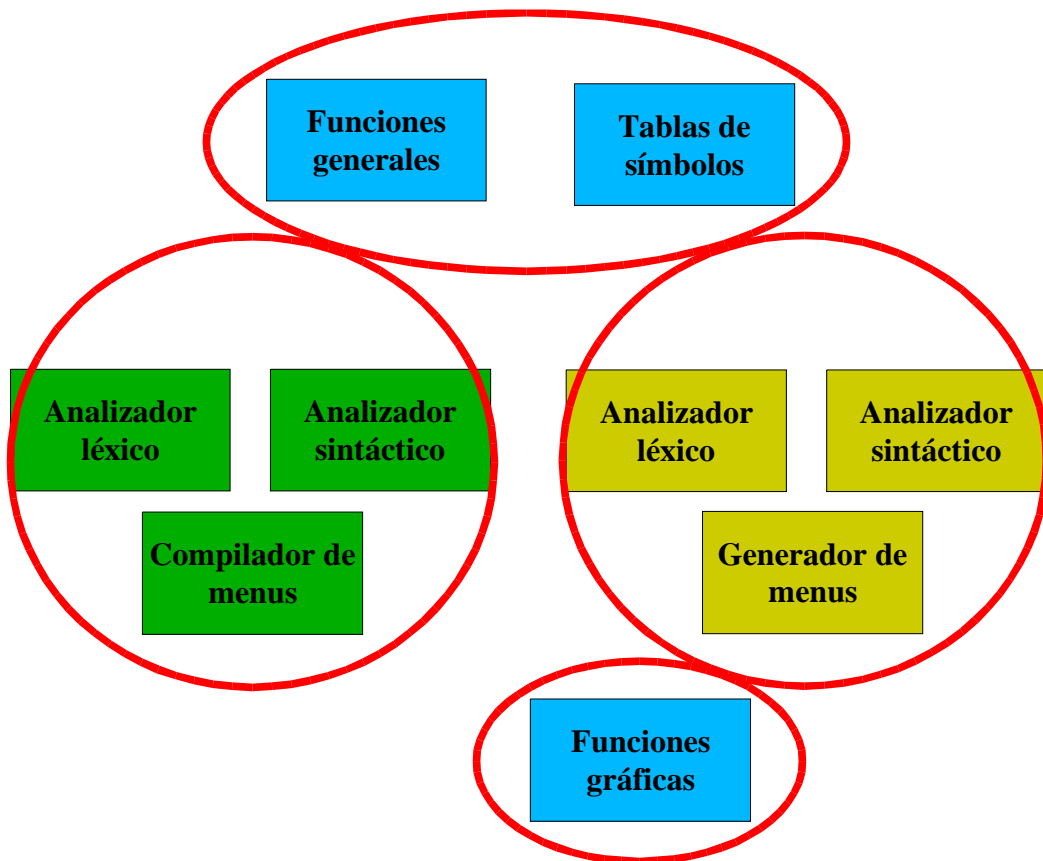 Funciones
generales
Tablas de
símbolos
Analizador
léxico
Analizador
sintáctico
Compilador de
menus
Analizador
léxico
Analizador
sintáctico
Generador de
menus
Funciones
gráficas